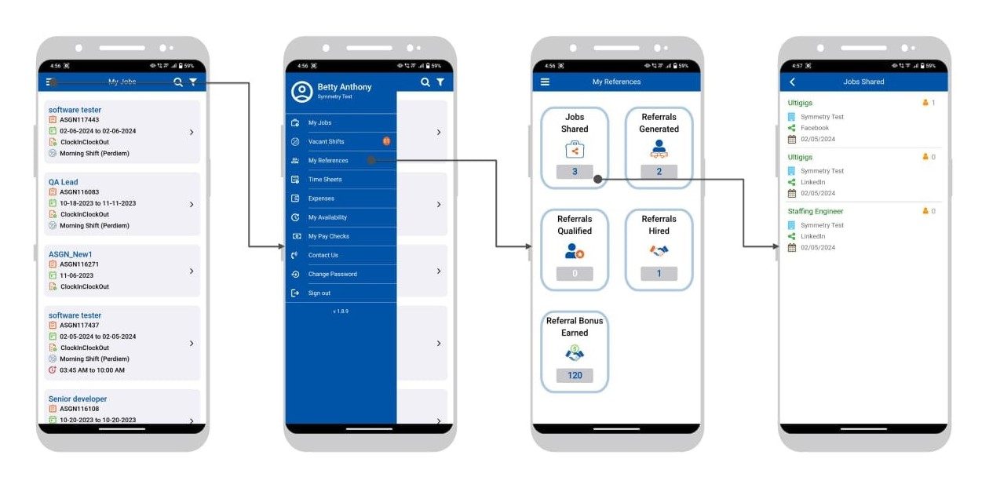 4:56
59%
My Jobs
software tester
ASGN117443
02-06-2024 to 02-06-2024
ClockInClockOut
Morning Shift (Perdiem)
QA Lead
ASGN116083
10-18-2023 to 11-11-2023
ClockInClockOut
Morning Shift (Perdiem)
ASGN_New1
ASGN116271
11-06-2023
ClockInClockOut
software tester
ASGN117437
02-05-2024 to 02-05-2024
ClockInClockOut
Morning Shift (Perdiem)
03:45 AM to 10:00 AM
Senior developer
ASGN116108
10-20-2023 to 10-20-2023
4:56
59%
Betty Anthony
Symmetry Test
My Jobs
Vacant Shifts
61
My References
Time Sheets
Expenses
My Availability
My Pay Checks
Contact Us
Change Password
Sign out
v 1.8.9
4:56
59%
My References
Jobs
Shared
3
Referrals
Generated
2
Referrals
Qualified
0
Referrals
Hired
1
Referral Bonus
Earned
120
4:57
59%
Jobs Shared
Ultigigs
1
Symmetry Test
Facebook
02/05/2024
Ultigigs
0
Symmetry Test
LinkedIn
02/05/2024
Staffing Engineer
0
Symmetry Test
LinkedIn
02/05/2024